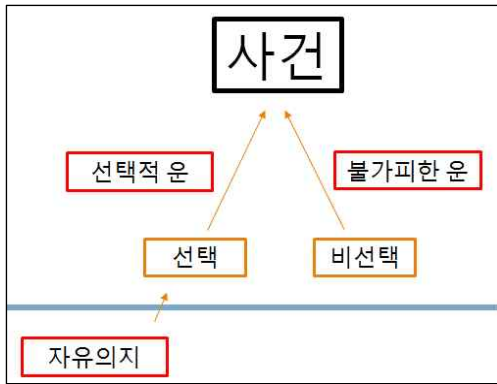 사건
선택적 운
불가피한 운
선택
비선택
자유의지